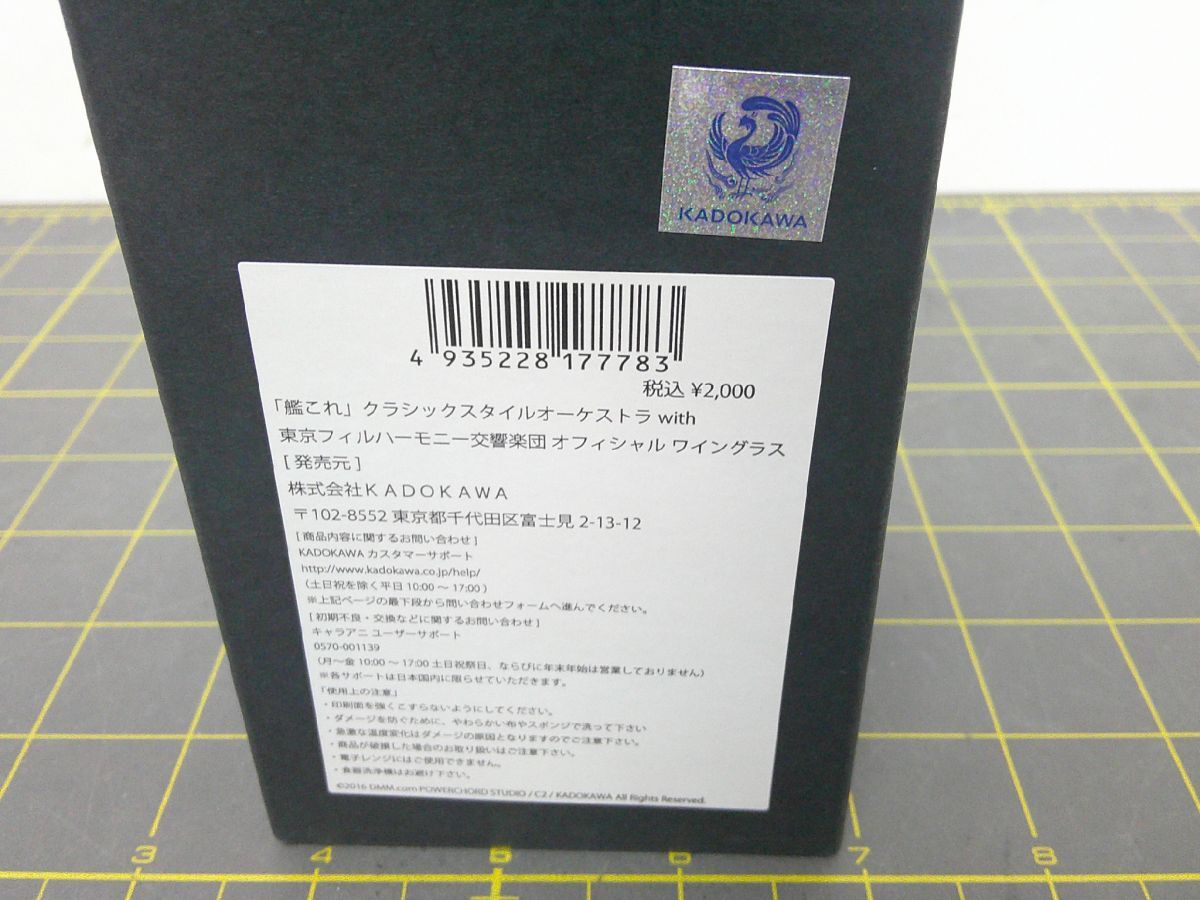 KADOKAWA
4 935228 177783
税込 ¥2,000
「艦これ」クラシックスタイルオーケストラ with
東京フィルハーモニー交響楽団 オフィシャル ワイングラス
[ 発売元 ]
株式会社ＫＡＤＯＫＡＷＡ
〒102-8552 東京都千代田区富士見 2-13-12
[ 商品内容に関するお問い合わせ ]
KADOKAWA カスタマーサポート
http://www.kadokawa.co.jp/help/
（土日祝を除く平日 10:00 ～ 17:00 ）
※上記ページの最下段から問い合わせフォームへ進んでください。
[ 初期不良・交換などに関するお問い合わせ ]
キャラアニ ユーザーサポート
0570-001139
（月～金 10:00 ～ 17:00 土日祝祭日、ならびに年末年始は営業しておりません）
※各サポートは日本国内に限らせていただきます。
「使用上の注意」
・印刷面を強くこすらないようにしてください。
・ダメージを防ぐために、やわらかい布やスポンジで洗って下さい
・急激な温度変化はダメージの原因となりますのでご注意下さい。
・商品が破損した場合のお取り扱いはご注意下さい。
・電子レンジにはご使用できません。
・食器洗浄機はお避け下さい。
©2016 DMM.com POWERCHORD STUDIO / C2 / KADOKAWA All Rights Reserved.
3 4 5 6 7 8